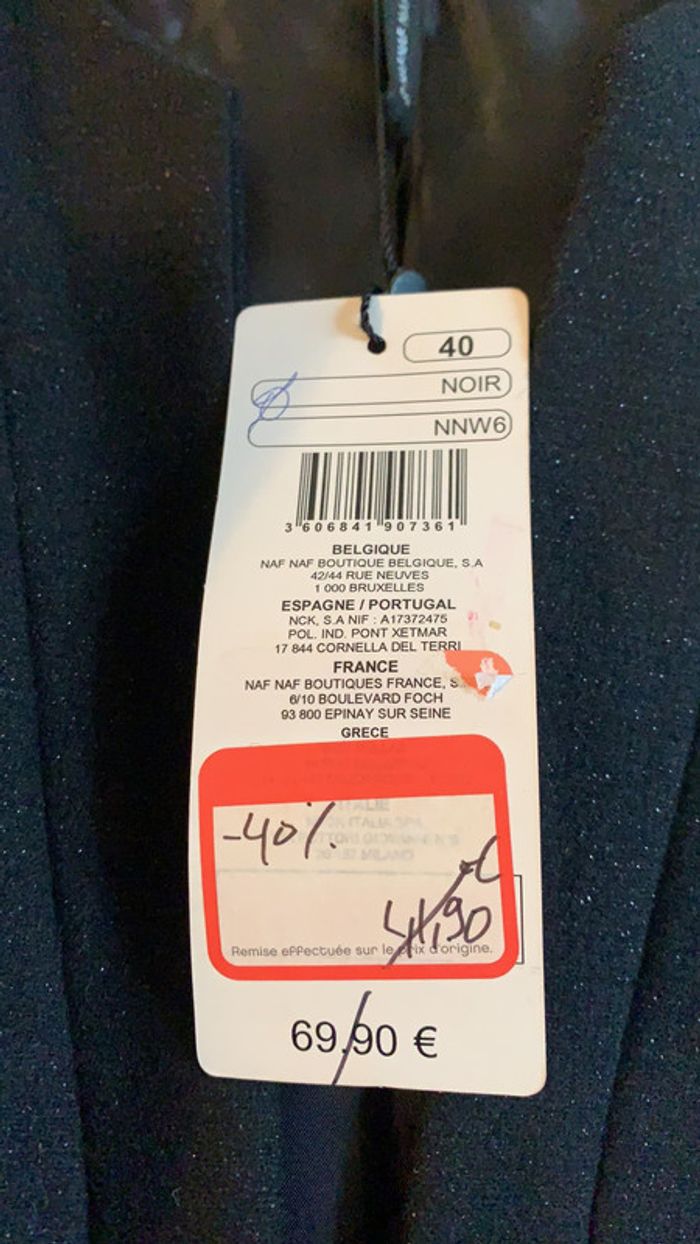 40
NOIR
NNW6
3 606841 907361
BELGIQUE
NAF NAF BOUTIQUE BELGIQUE, S.A
42/44 RUE NEUVES
1 000 BRUXELLES
ESPAGNE / PORTUGAL
NCK, S.A NIF : A17372475
POL. IND. PONT XETMAR
17 844 CORNELLA DEL TERRI
FRANCE
NAF NAF BOUTIQUES FRANCE, S.
6/10 BOULEVARD FOCH
93 800 EPINAY SUR SEINE
GRECE
ITALIE
-40%
41,90
Remise effectuée sur le prix d'origine.
69,90 €